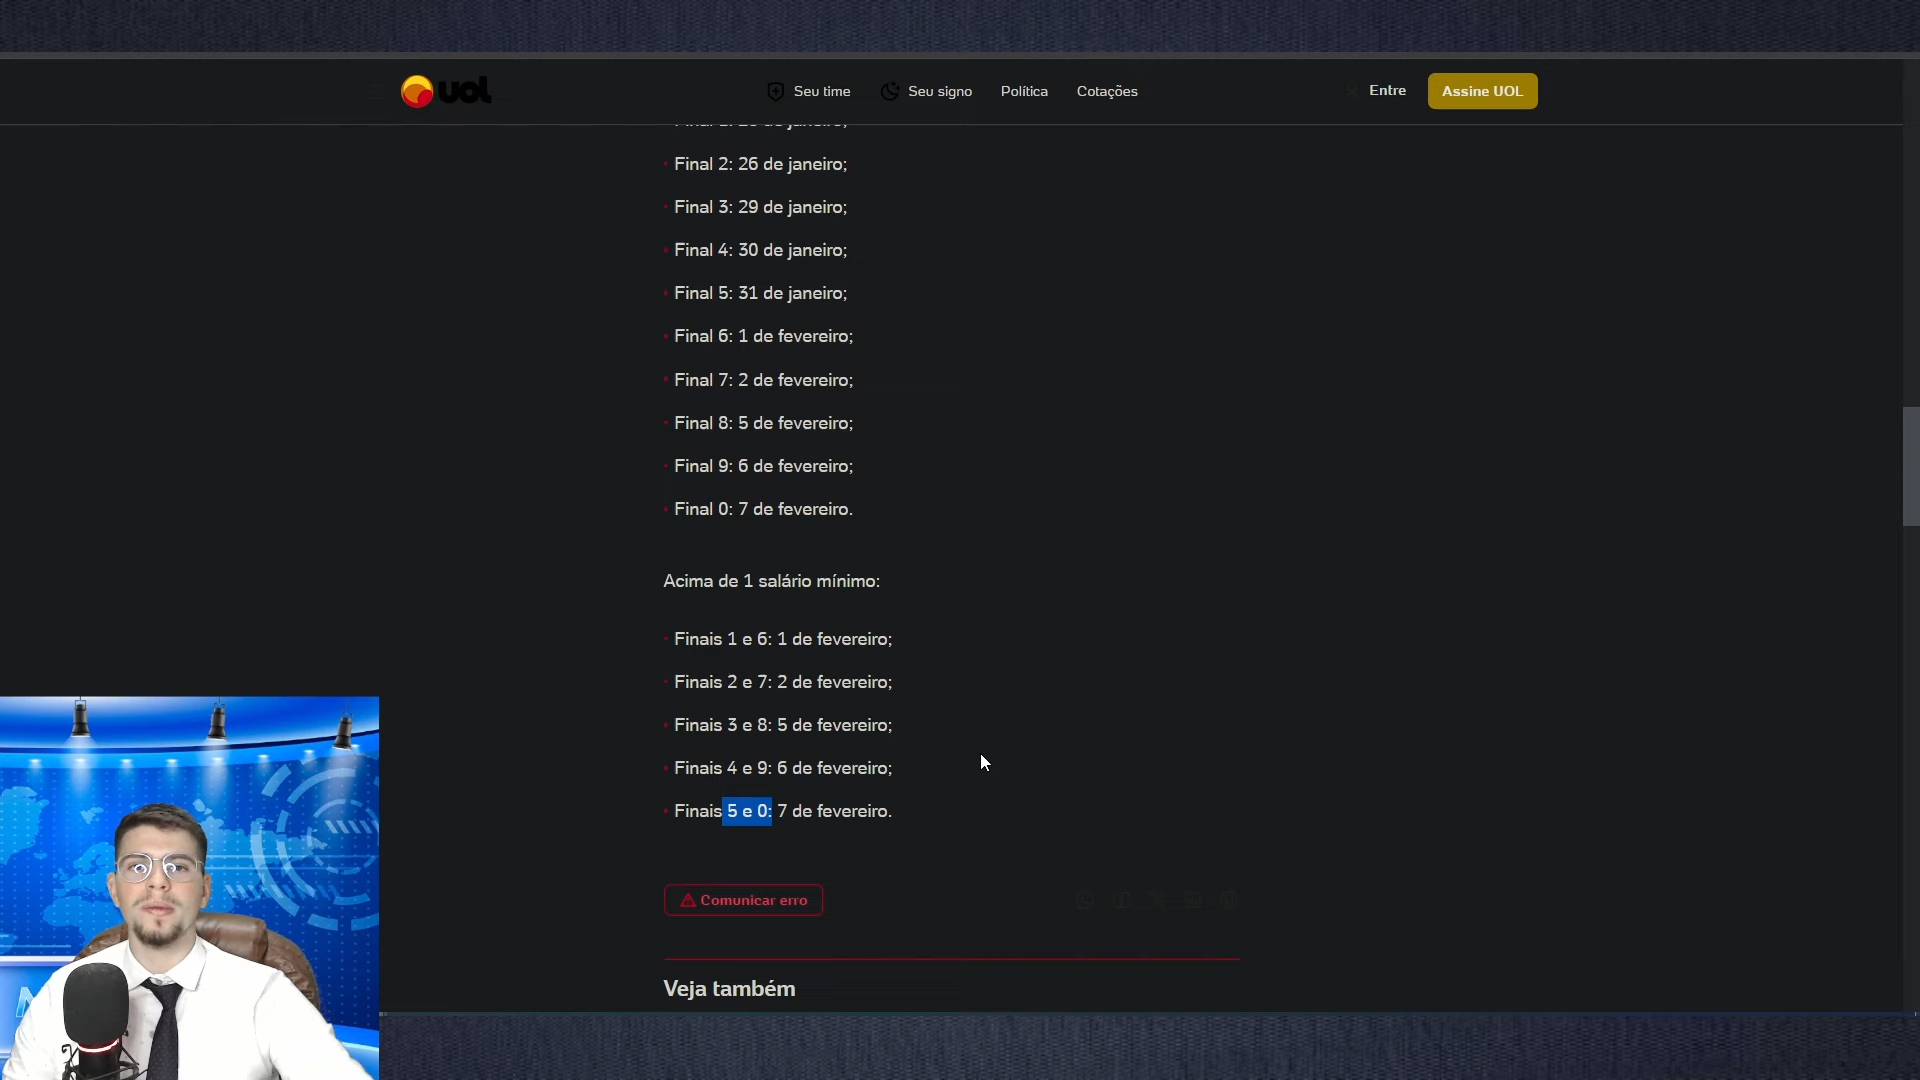 uol
Seu time
Seu signo
Política
Cotações
Entre
Assine UOL
Final 2: 26 de janeiro;
Final 3: 29 de janeiro;
Final 4: 30 de janeiro;
Final 5: 31 de janeiro;
Final 6: 1 de fevereiro;
Final 7: 2 de fevereiro;
Final 8: 5 de fevereiro;
Final 9: 6 de fevereiro;
Final 0: 7 de fevereiro.
Acima de 1 salário mínimo:
Finais 1 e 6: 1 de fevereiro;
Finais 2 e 7: 2 de fevereiro;
Finais 3 e 8: 5 de fevereiro;
Finais 4 e 9: 6 de fevereiro;
Finais 5 e 0: 7 de fevereiro.
Comunicar erro
Veja também